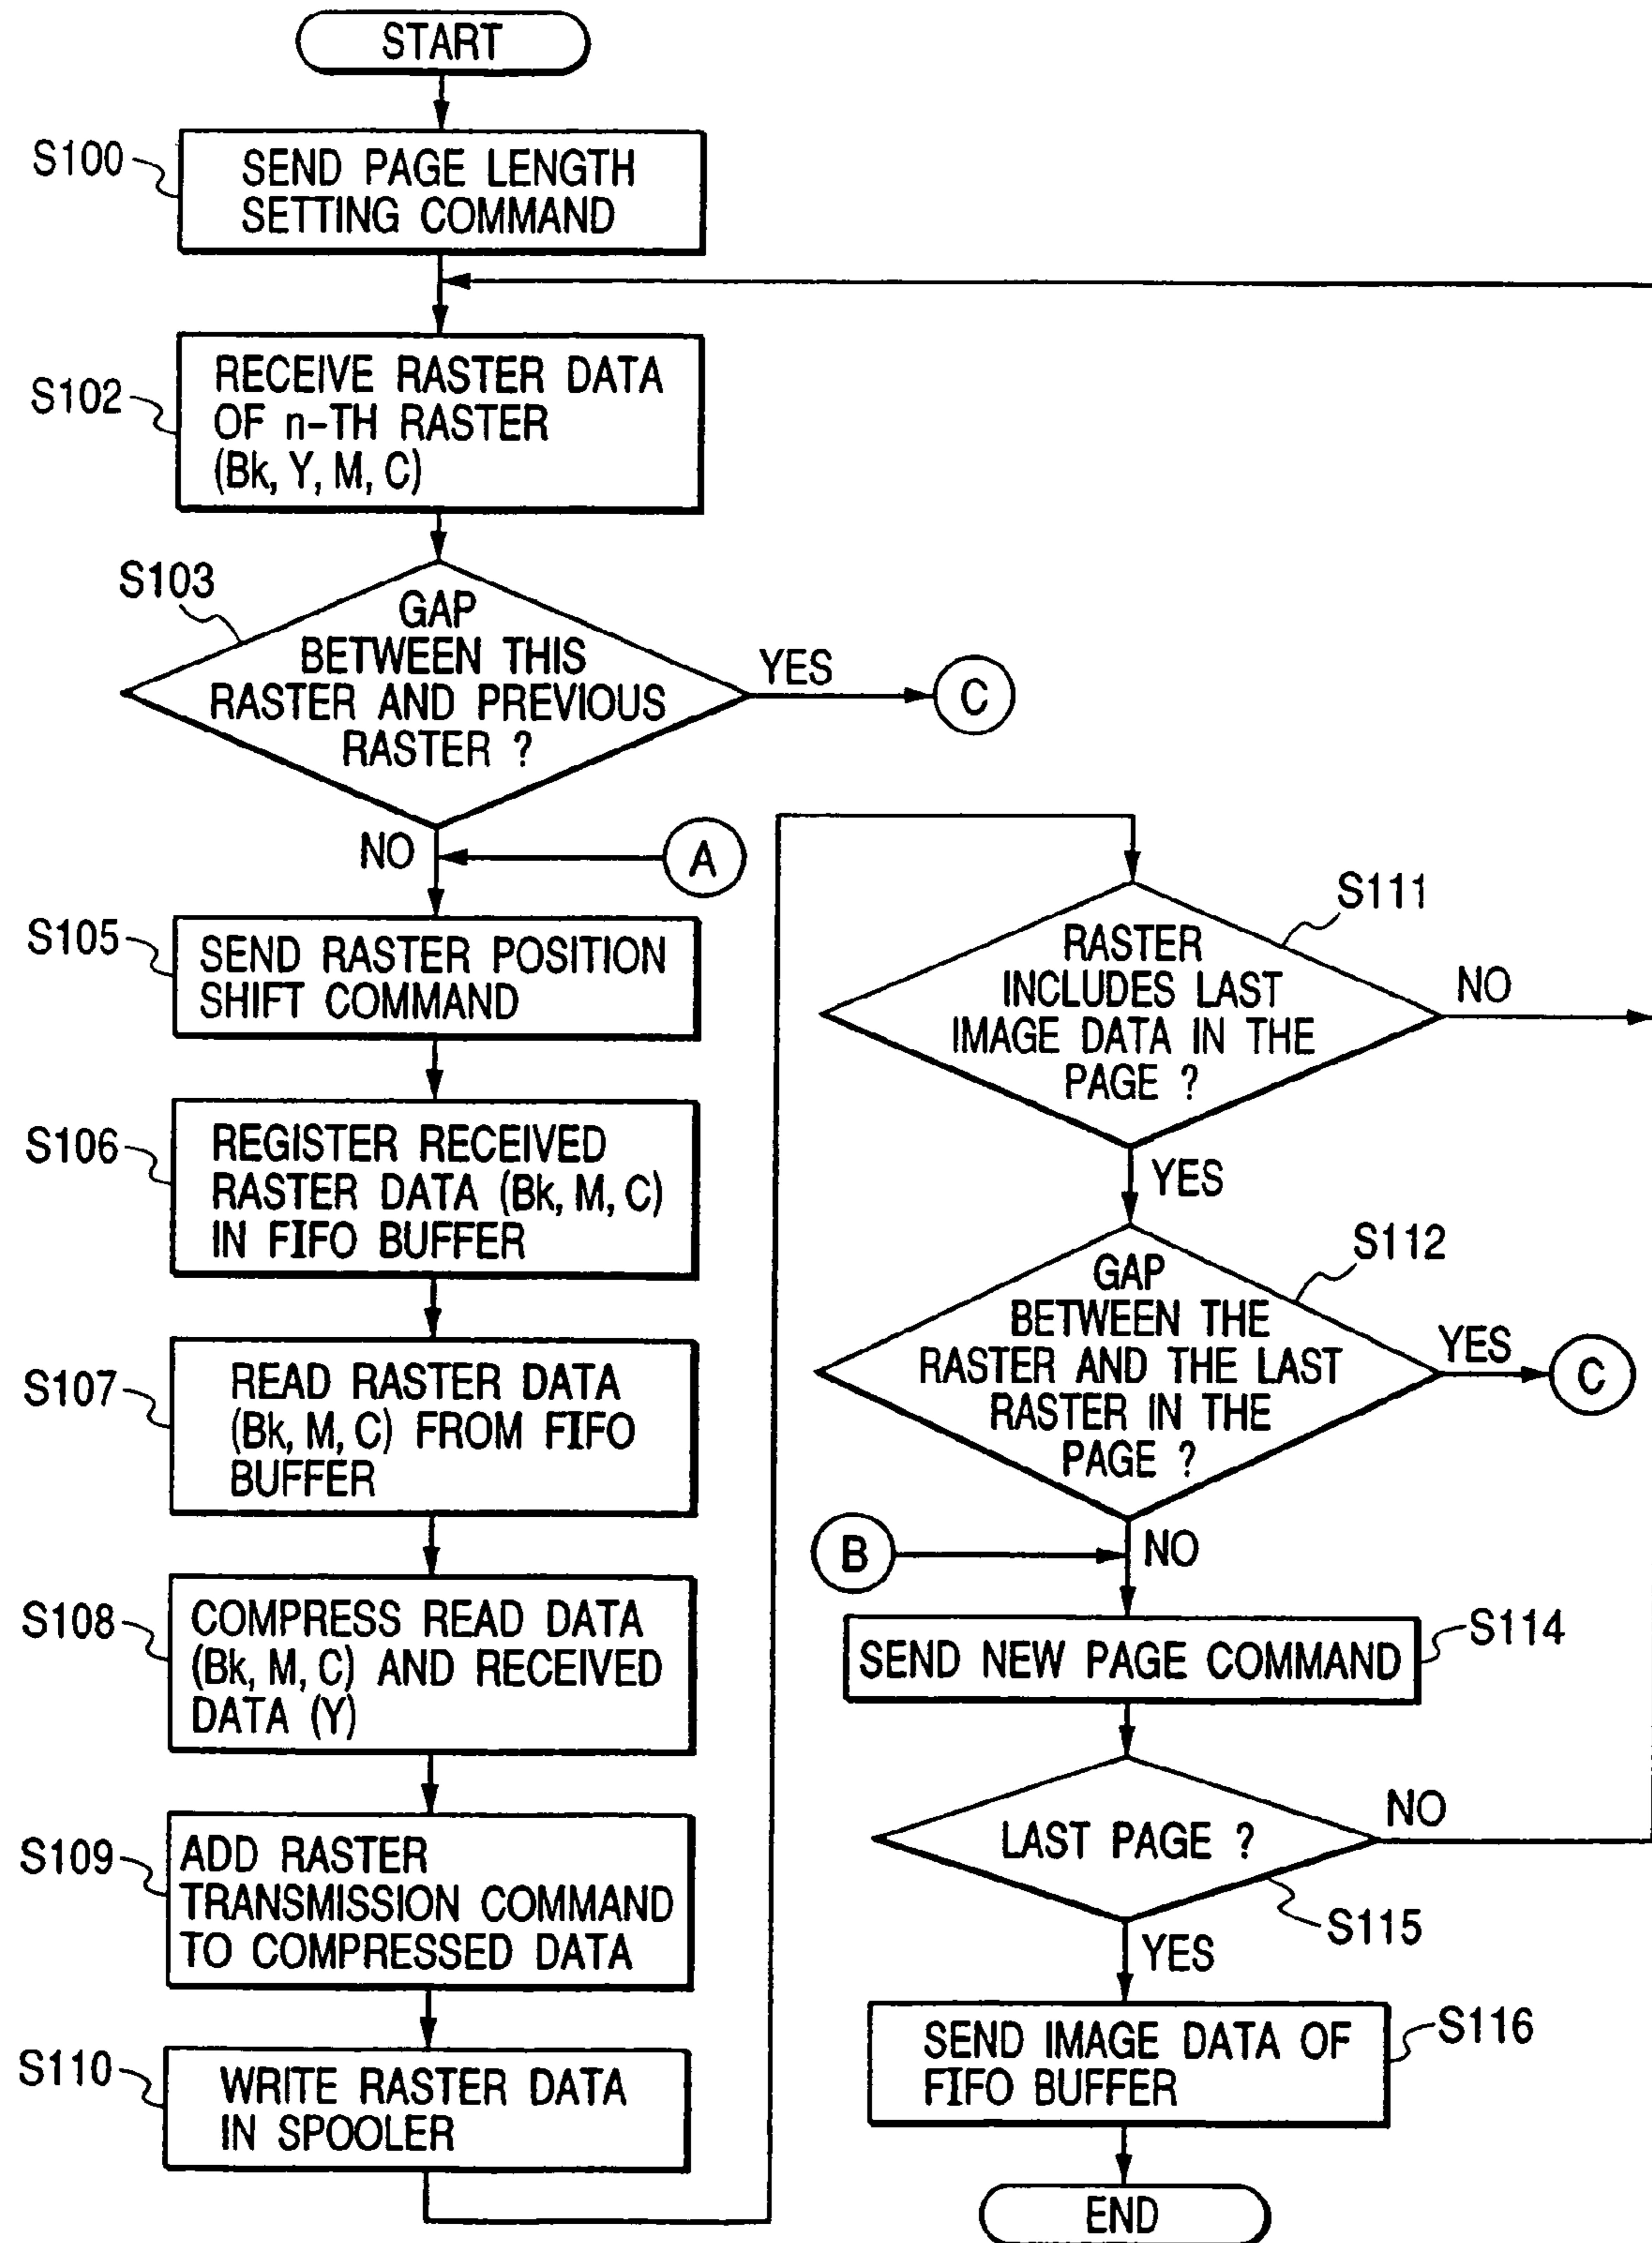 START
S100
SEND PAGE LENGTH
SETTING COMMAND
S102
RECEIVE RASTER DATA
OF n-TH RASTER
(Bk, Y, M, C)
S103
GAP
BETWEEN THIS
RASTER AND PREVIOUS
RASTER ?
YES
C
NO
A
S105
SEND RASTER POSITION
SHIFT COMMAND
S106
REGISTER RECEIVED
RASTER DATA (Bk, M, C)
IN FIFO BUFFER
S107
READ RASTER DATA
(Bk, M, C) FROM FIFO
BUFFER
S108
COMPRESS READ DATA
(Bk, M, C) AND RECEIVED
DATA (Y)
S109
ADD RASTER
TRANSMISSION COMMAND
TO COMPRESSED DATA
S110
WRITE RASTER DATA
IN SPOOLER
S111
RASTER
INCLUDES LAST
IMAGE DATA IN THE
PAGE ?
NO
YES
S112
GAP
BETWEEN THE
RASTER AND THE LAST
RASTER IN THE
PAGE ?
YES
C
B
NO
S114
SEND NEW PAGE COMMAND
LAST PAGE ?
NO
S115
YES
S116
SEND IMAGE DATA OF
FIFO BUFFER
END